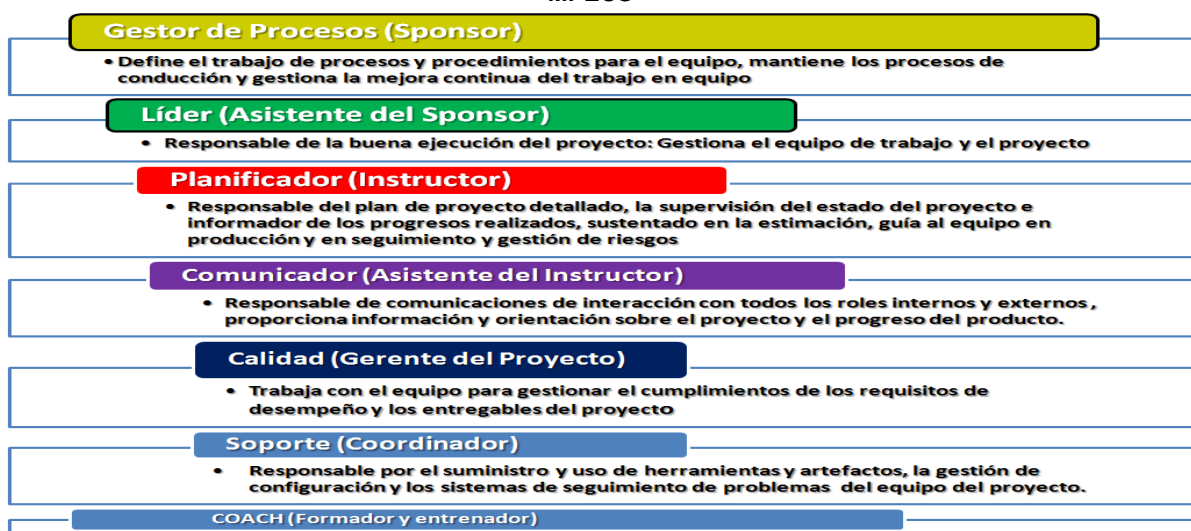 Gestor de Procesos (Sponsor)
• Define el trabajo de procesos y procedimientos para el equipo, mantiene los procesos de
conducción y gestiona la mejora continua del trabajo en equipo
Líder (Asistente del Sponsor)
• Responsable de la buena ejecución del proyecto: Gestiona el equipo de trabajo y el proyecto
Planificador (Instructor)
• Responsable del plan de proyecto detallado, la supervisión del estado del proyecto e
informador de los progresos realizados, sustentado en la estimación, guía al equipo en
producción y en seguimiento y gestión de riesgos
Comunicador (Asistente del Instructor)
• Responsable de comunicaciones de interacción con todos los roles internos y externos,
proporciona información y orientación sobre el proyecto y el progreso del producto.
Calidad (Gerente del Proyecto)
• Trabaja con el equipo para gestionar el cumplimientos de los requisitos de
desempeño y los entregables del proyecto
Soporte (Coordinador)
• Responsable por el suministro y uso de herramientas y artefactos, la gestión de
configuración y los sistemas de seguimiento de problemas del equipo del proyecto.
COACH (Formador y entrenador)